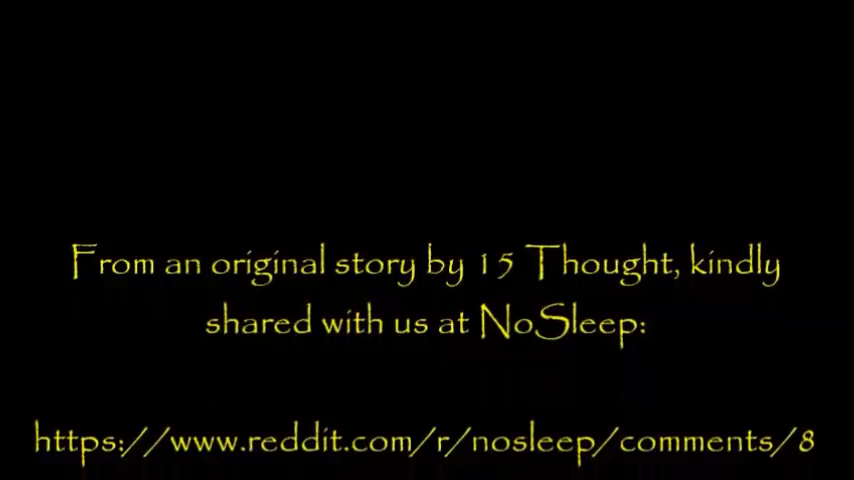 From an original story by 15 Thought, kindly
shared with us at NoSleep:
https://www.reddit.com/r/nosleep/comments/8